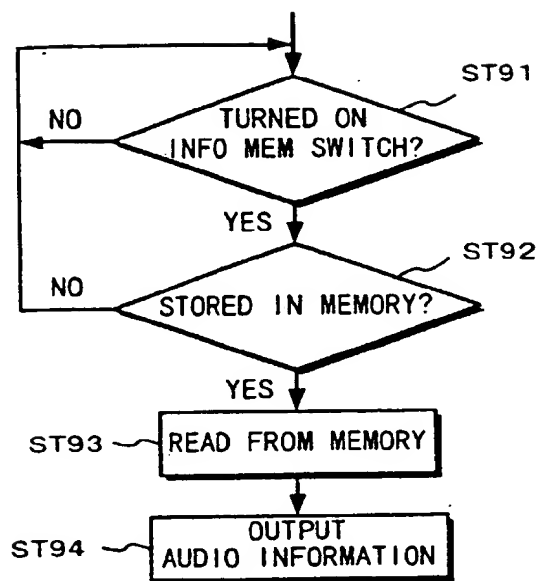 ST91
NO
TURNED ON
INFO MEM SWITCH?
YES
ST92
NO
STORED IN MEMORY?
YES
ST93
READ FROM MEMORY
ST94
OUTPUT
AUDIO INFORMATION